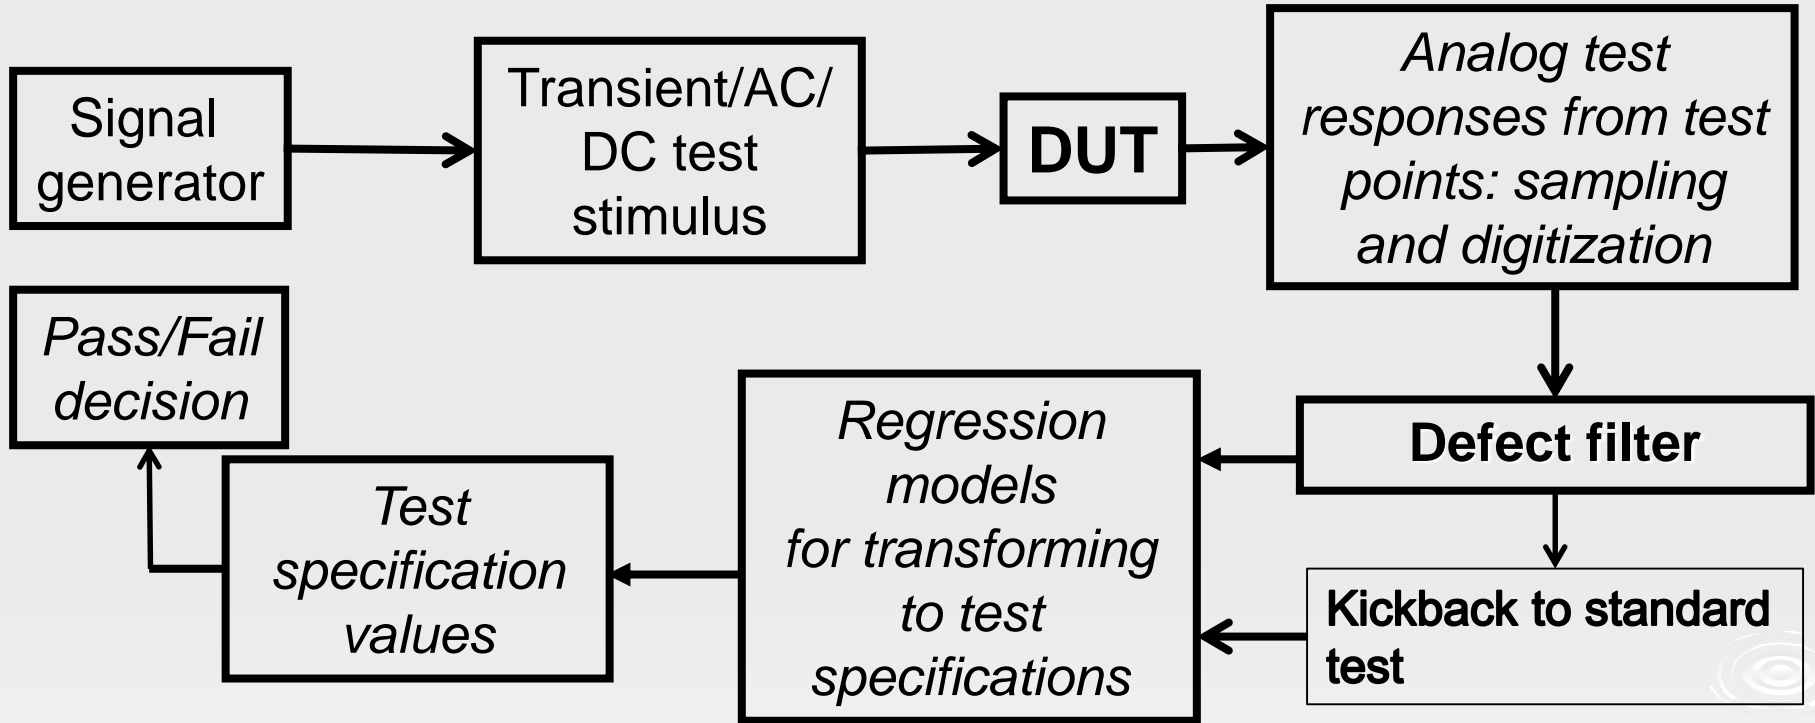 Signal
generator
Transient/AC/
DC test
stimulus
DUT
Analog test
responses from test
points: sampling
and digitization
Defect filter
Kickback to standard
test
Regression
models
for transforming
to test
specifications
Test
specification
values
Pass/Fail
decision